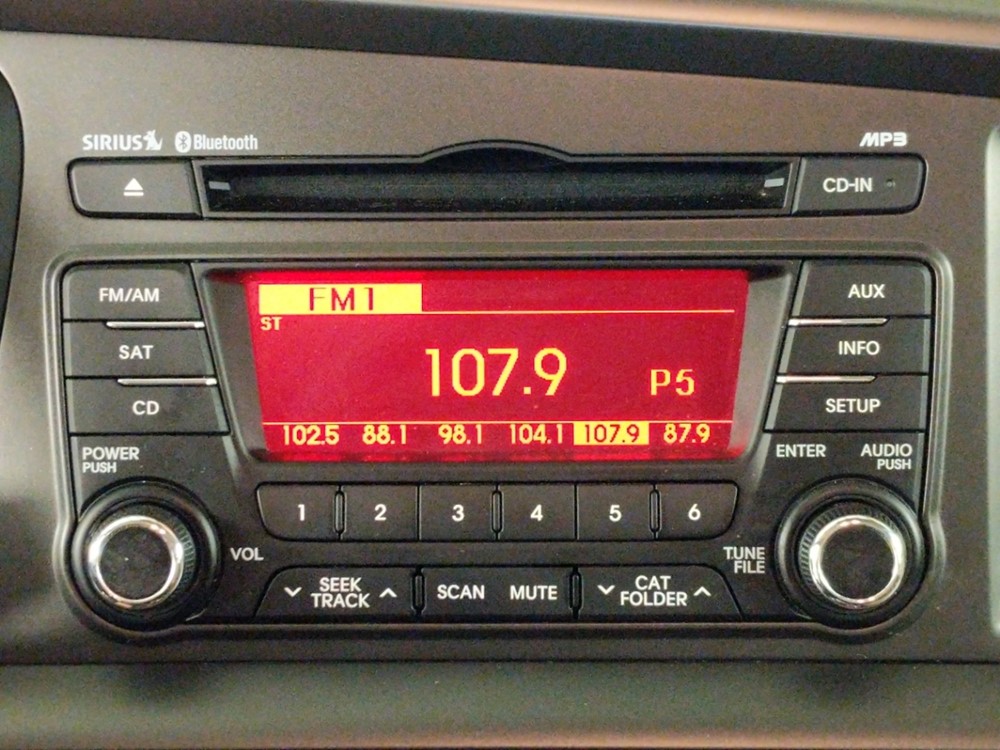 SIRIUS Bluetooth MP3
CD-IN
FM/AM FM1 AUX
ST
SAT 107.9 P5 INFO
CD SETUP
102.5 88.1 98.1 104.1 107.9 87.9
POWER PUSH ENTER AUDIO PUSH
1 2 3 4 5 6
VOL TUNE FILE
SEEK TRACK SCAN MUTE CAT FOLDER